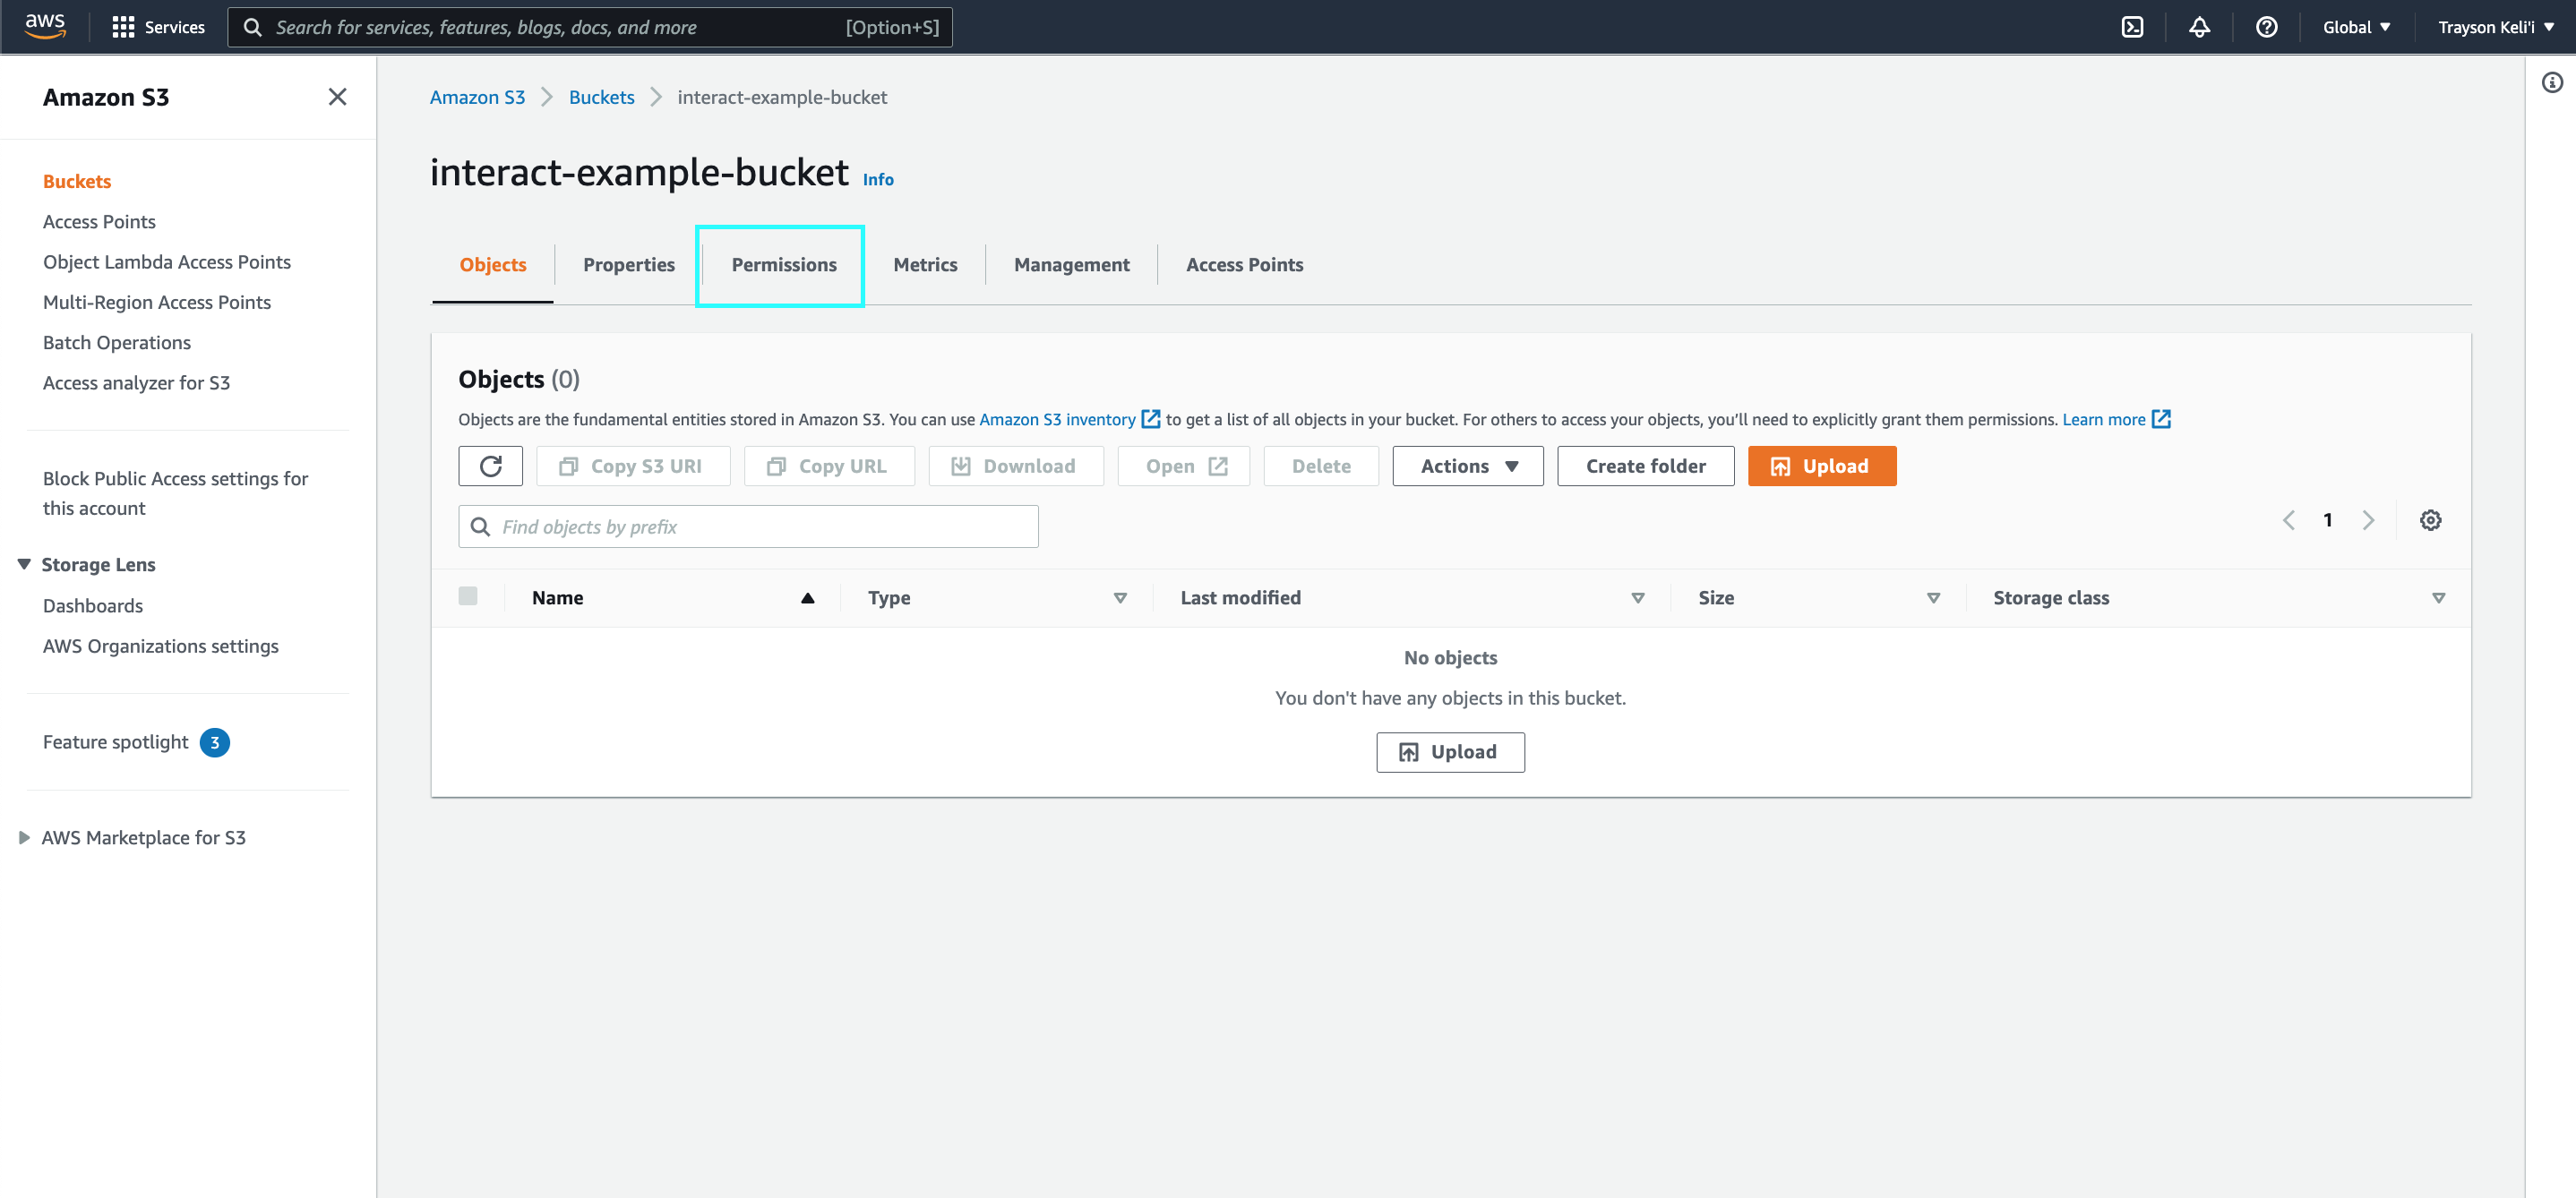 aws
Services
Search for services, features, blogs, docs, and more
[Option+S]
Global
Trayson Keli'i
Amazon S3
Buckets
Access Points
Object Lambda Access Points
Multi-Region Access Points
Batch Operations
Access analyzer for S3
Block Public Access settings for
this account
Storage Lens
Dashboards
AWS Organizations settings
Feature spotlight 3
AWS Marketplace for S3
Amazon S3 > Buckets > interact-example-bucket
interact-example-bucket Info
Objects Properties Permissions Metrics Management Access Points
Objects (0)
Objects are the fundamental entities stored in Amazon S3. You can use Amazon S3 inventory to get a list of all objects in your bucket. For others to access your objects, you’ll need to explicitly grant them permissions. Learn more
Copy S3 URI Copy URL Download Open Delete Actions Create folder Upload
Find objects by prefix
1
Name Type Last modified Size Storage class
No objects
You don't have any objects in this bucket.
Upload